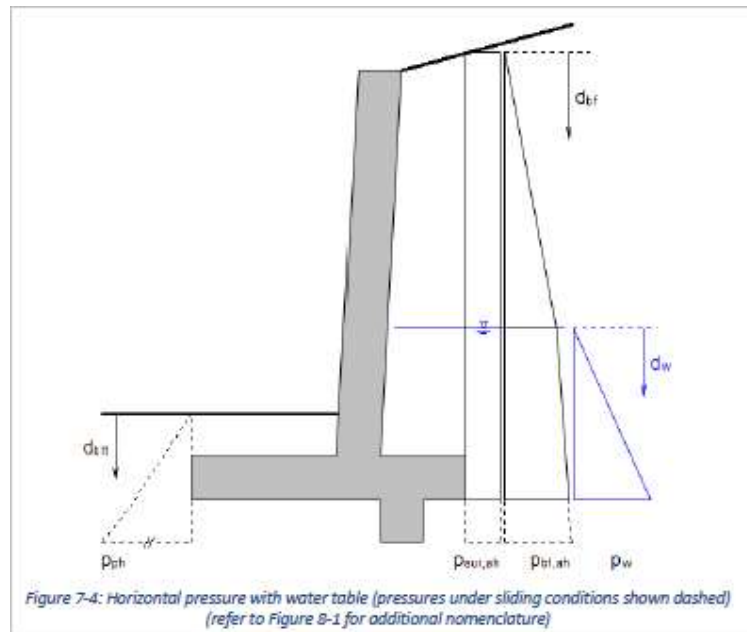 dbf
dw
dbff
pph
psur,ah
pbf,ah
pw
Figure 7-4: Horizontal pressure with water table (pressures under sliding conditions shown dashed)
(refer to Figure 8-1 for additional nomenclature)